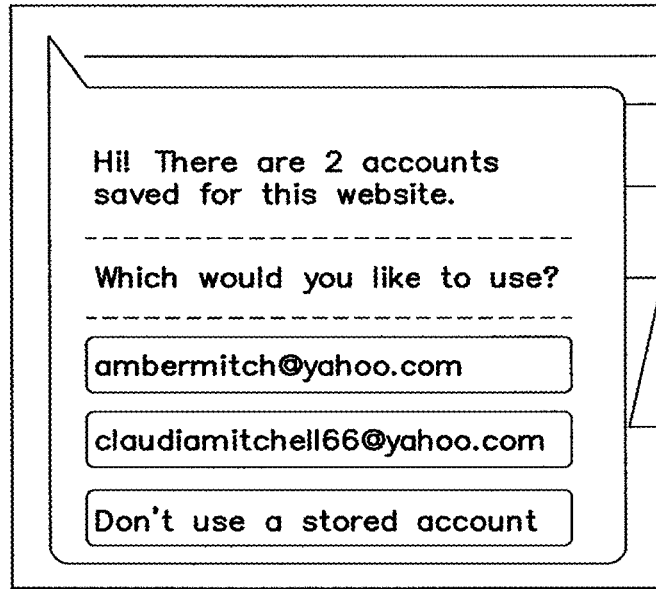 Hi! There are 2 accounts
saved for this website.
Which would you like to use?
ambermitch@yahoo.com
claudiamitchell66@yahoo.com
Don't use a stored account